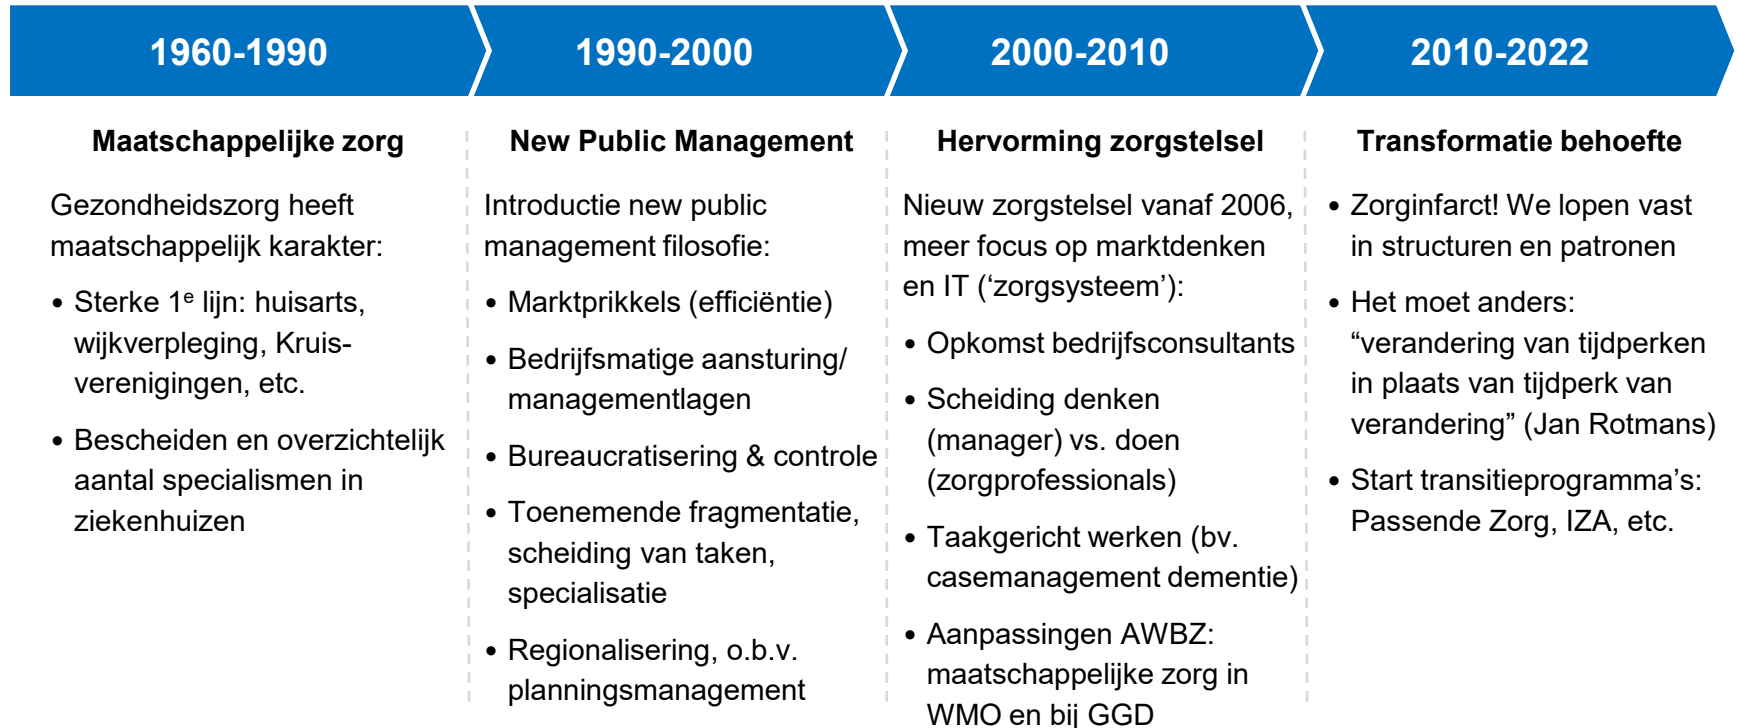 1960-1990
1990-2000
2000-2010
2010-2022
Maatschappelijke zorg
Gezondheidszorg heeft
maatschappelijk karakter:
• Sterke 1e lijn: huisarts,
wijkverpleging, Kruis-
verenigingen, etc.
• Bescheiden en overzichtelijk
aantal specialismen in
ziekenhuizen
New Public Management
Introductie new public
management filosofie:
• Marktprikkels (efficiëntie)
• Bedrijfsmatige aansturing/
managementlagen
• Bureaucratisering & controle
• Toenemende fragmentatie,
scheiding van taken,
specialisatie
• Regionalisering, o.b.v.
planningsmanagement
Hervorming zorgstelsel
Nieuw zorgstelsel vanaf 2006,
meer focus op marktdenken
en IT (‘zorgsysteem’):
• Opkomst bedrijfsconsultants
• Scheiding denken
(manager) vs. doen
(zorgprofessionals)
• Taakgericht werken (bv.
casemanagement dementie)
• Aanpassingen AWBZ:
maatschappelijke zorg in
WMO en bij GGD
Transformatie behoefte
• Zorginfarct! We lopen vast
in structuren en patronen
• Het moet anders:
“verandering van tijdperken
in plaats van tijdperk van
verandering” (Jan Rotmans)
• Start transitieprogramma’s:
Passende Zorg, IZA, etc.